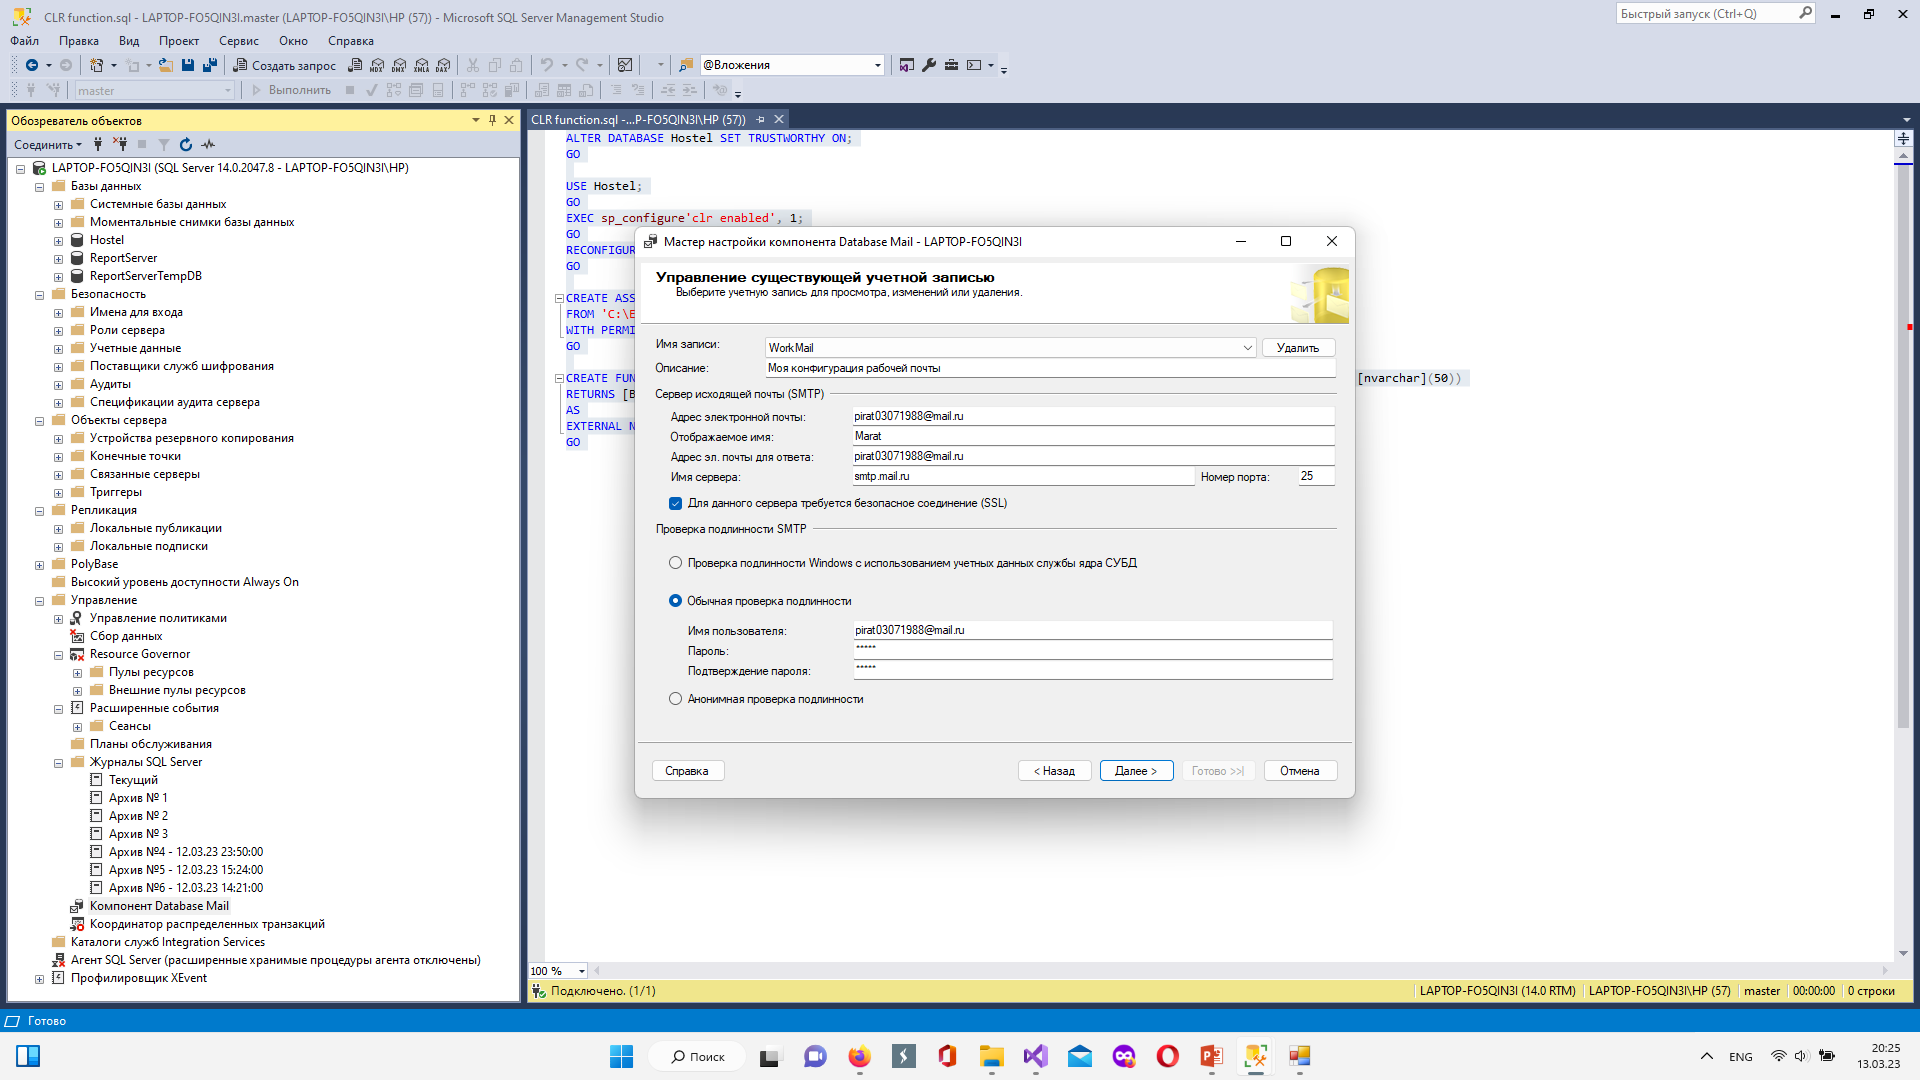 CLR function.sql - LAPTOP-FO5QIN3I.master (LAPTOP-FO5QIN3I\HP (57)) - Microsoft SQL Server Management Studio
Быстрый запуск (Ctrl+Q)
Файл Правка Вид Проект Сервис Окно Справка
Создать запрос
@Вложения
master
Выполнить
Обозреватель объектов
CLR function.sql -...P-FO5QIN3I\HP (57))
Соединить
LAPTOP-FO5QIN3I (SQL Server 14.0.2047.8 - LAPTOP-FO5QIN3I\HP)
Базы данных
Системные базы данных
Моментальные снимки базы данных
Hostel
ReportServer
ReportServerTempDB
Безопасность
Имена для входа
Роли сервера
Учетные данные
Поставщики служб шифрования
Аудиты
Спецификации аудита сервера
Объекты сервера
Устройства резервного копирования
Конечные точки
Связанные серверы
Триггеры
Репликация
Локальные публикации
Локальные подписки
PolyBase
Высокий уровень доступности Always On
Управление
Управление политиками
Сбор данных
Resource Governor
Пулы ресурсов
Внешние пулы ресурсов
Расширенные события
Сеансы
Планы обслуживания
Журналы SQL Server
Текущий
Архив № 1
Архив № 2
Архив № 3
Архив №4 - 12.03.23 23:50:00
Архив №5 - 12.03.23 15:24:00
Архив №6 - 12.03.23 14:21:00
Компонент Database Mail
Координатор распределенных транзакций
Каталоги служб Integration Services
Агент SQL Server (расширенные хранимые процедуры агента отключены)
Профилировщик XEvent
ALTER DATABASE Hostel SET TRUSTWORTHY ON;
GO
USE Hostel;
GO
EXEC sp_configure'clr enabled', 1;
GO
RECONFIGUR
GO
CREATE ASS
FROM 'C:\E
WITH PERMI
GO
CREATE FUN [nvarchar](50))
RETURNS [B
AS
EXTERNAL N
GO
Мастер настройки компонента Database Mail - LAPTOP-FO5QIN3I
Управление существующей учетной записью
Выберите учетную запись для просмотра, изменений или удаления.
Имя записи: WorkMail Удалить
Описание: Моя конфигурация рабочей почты
Сервер исходящей почты (SMTP)
Адрес электронной почты: pirat03071988@mail.ru
Отображаемое имя: Marat
Адрес эл. почты для ответа: pirat03071988@mail.ru
Имя сервера: smtp.mail.ru Номер порта: 25
Для данного сервера требуется безопасное соединение (SSL)
Проверка подлинности SMTP
Проверка подлинности Windows с использованием учетных данных службы ядра СУБД
Обычная проверка подлинности
Имя пользователя: pirat03071988@mail.ru
Пароль: *****
Подтверждение пароля: *****
Анонимная проверка подлинности
Справка < Назад Далее > Готово >>| Отмена
100 %
Подключено. (1/1) LAPTOP-FO5QIN3I (14.0 RTM) LAPTOP-FO5QIN3I\HP (57) master 00:00:00 0 строки
Готово
Поиск
ENG
20:25
13.03.23